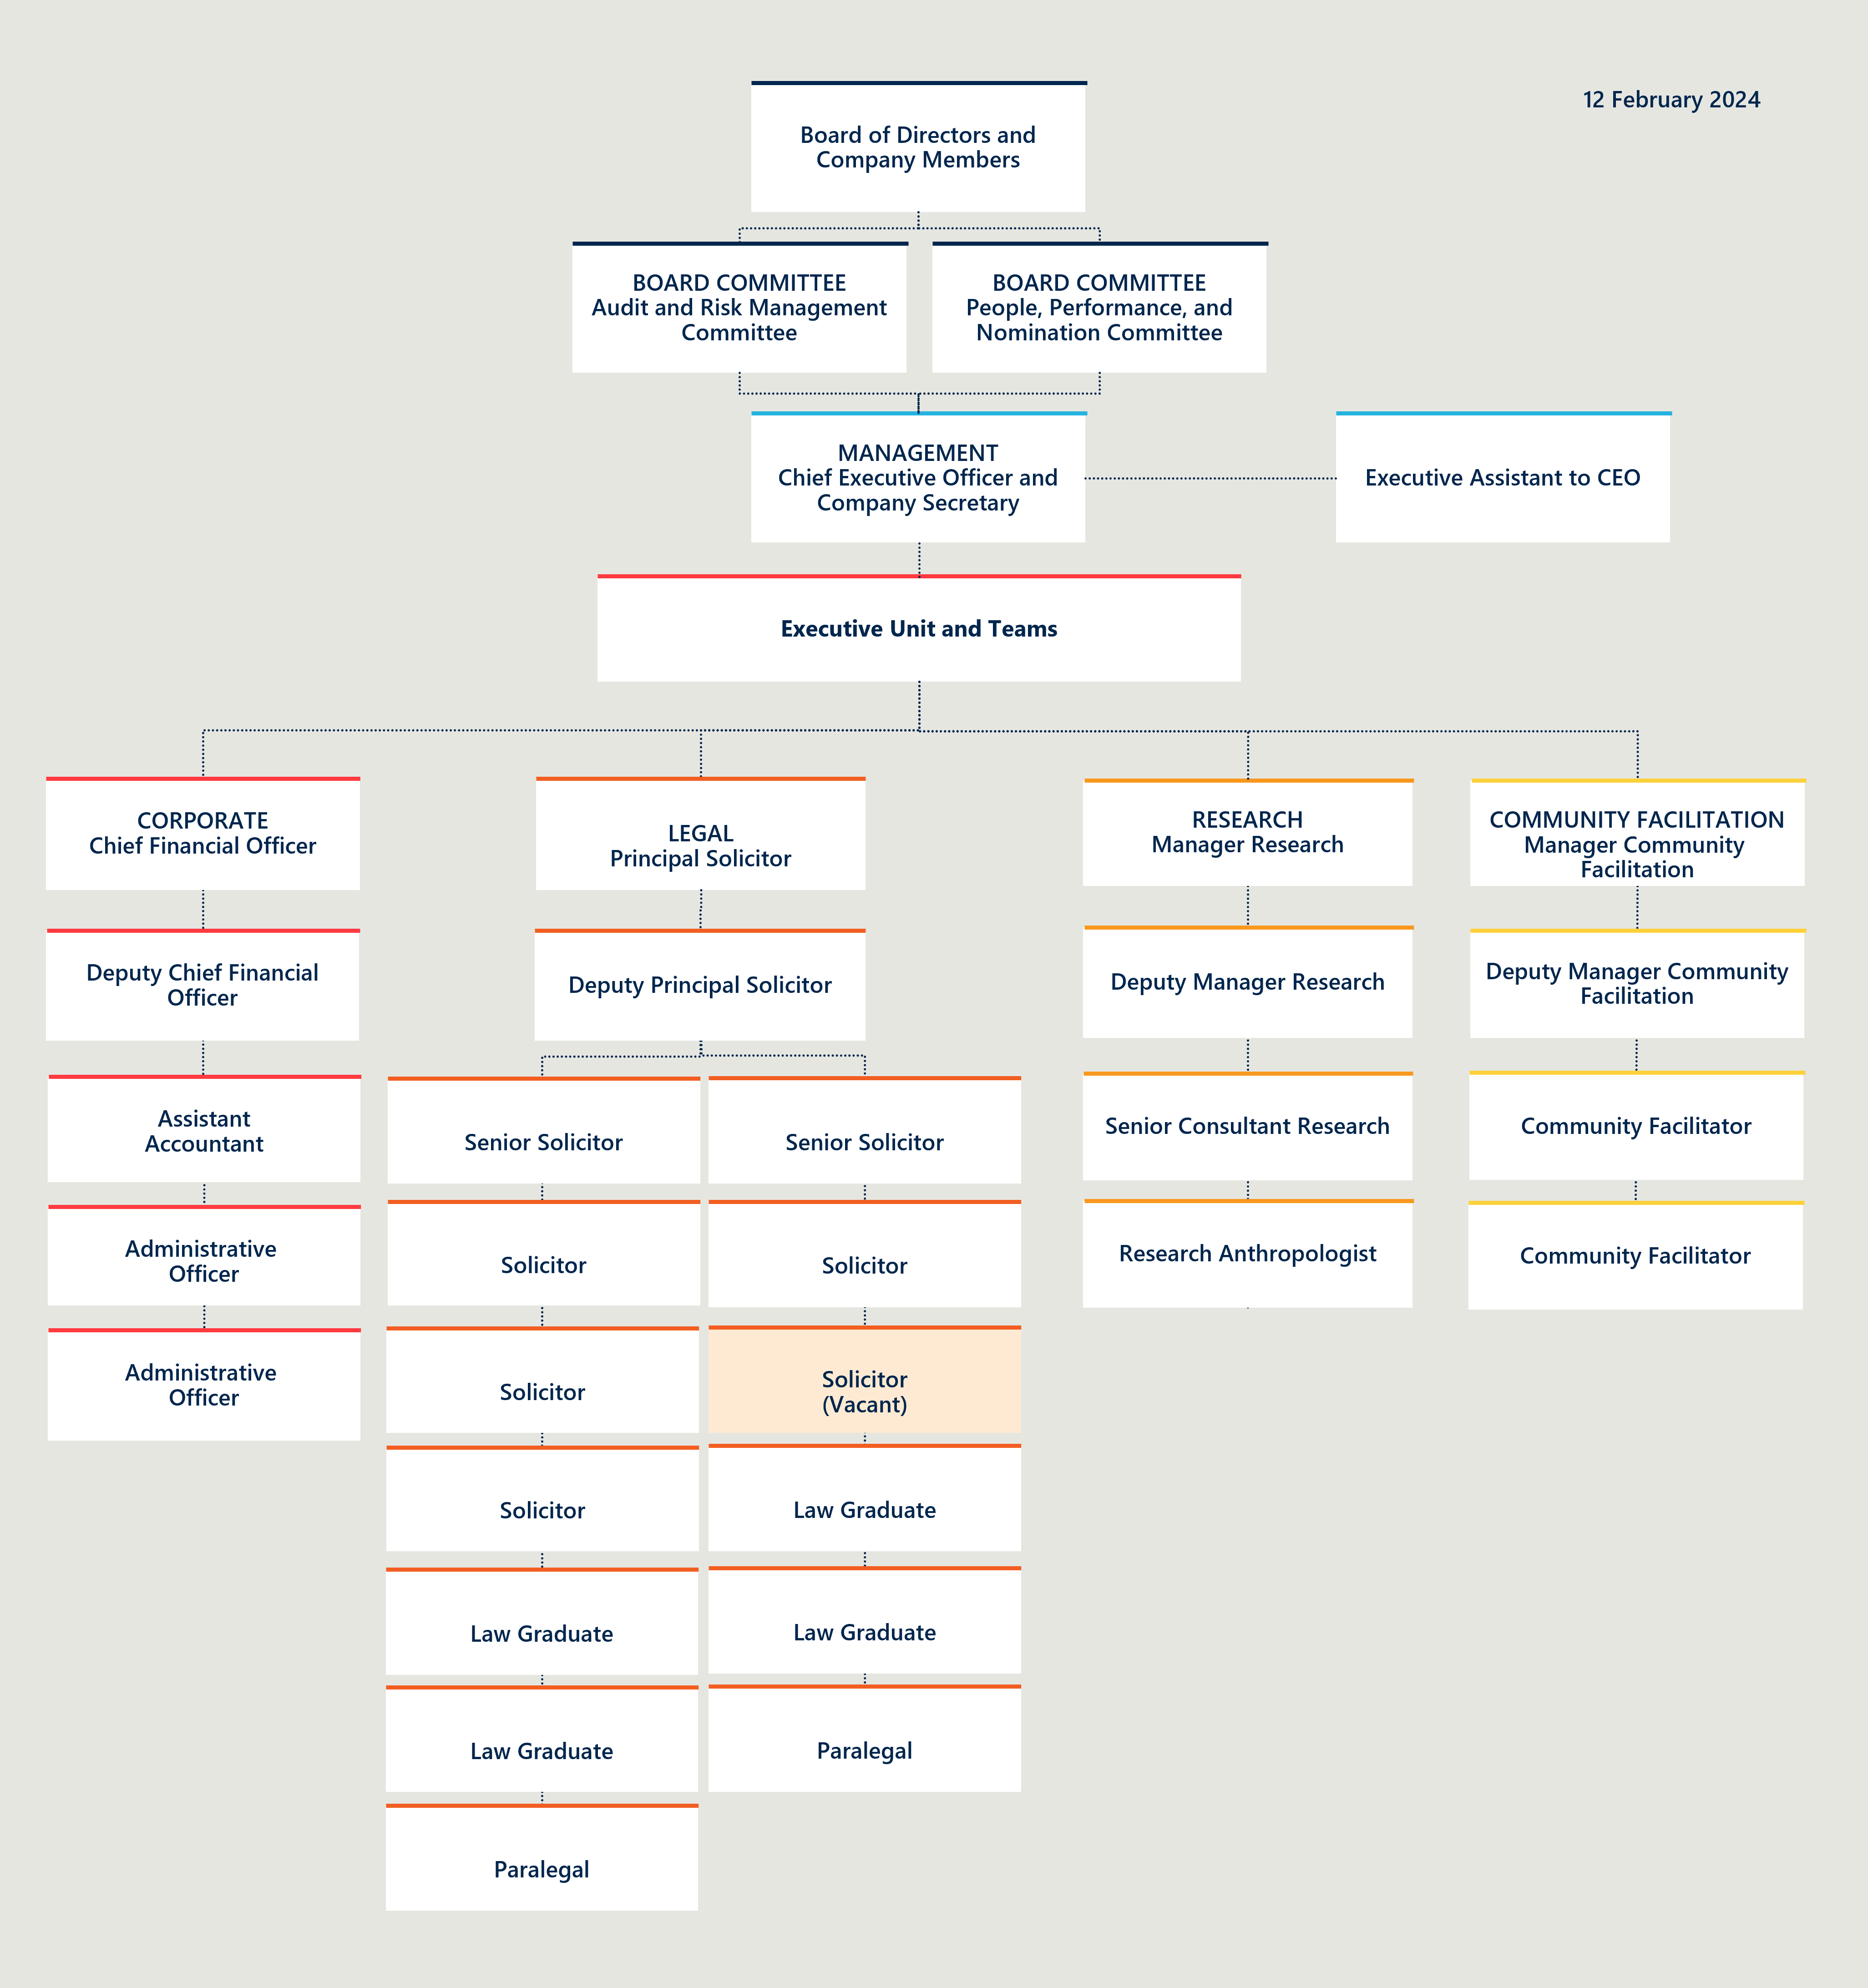 12 February 2024
Board of Directors and
Company Members
BOARD COMMITTEE
Audit and Risk Management
Committee
BOARD COMMITTEE
People, Performance, and
Nomination Committee
MANAGEMENT
Chief Executive Officer and
Company Secretary
Executive Assistant to CEO
Executive Unit and Teams
CORPORATE
Chief Financial Officer
Deputy Chief Financial
Officer
Assistant
Accountant
Administrative
Officer
Administrative
Officer
LEGAL
Principal Solicitor
Deputy Principal Solicitor
Senior Solicitor
Solicitor
Solicitor
Solicitor
Law Graduate
Law Graduate
Paralegal
Senior Solicitor
Solicitor
Solicitor
(Vacant)
Law Graduate
Law Graduate
Paralegal
RESEARCH
Manager Research
Deputy Manager Research
Senior Consultant Research
Research Anthropologist
COMMUNITY FACILITATION
Manager Community
Facilitation
Deputy Manager Community
Facilitation
Community Facilitator
Community Facilitator